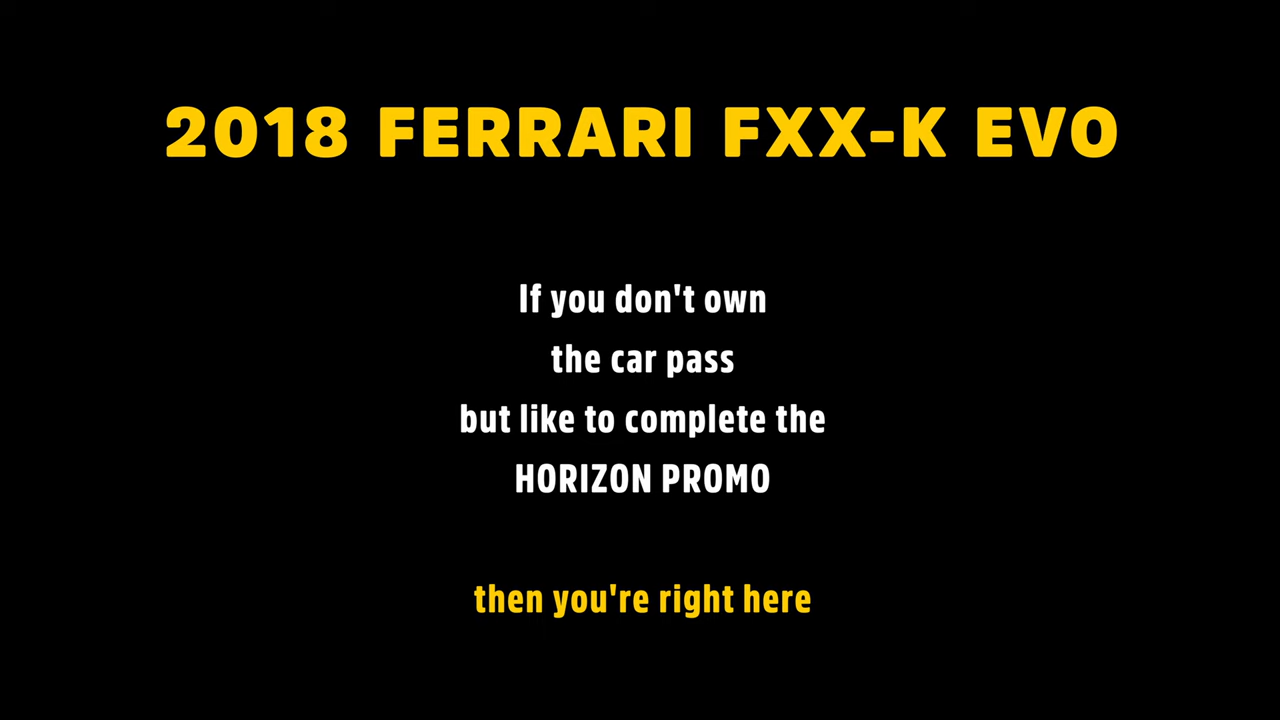 2018 FERRARI FXX-K EVO
If you don't own
the car pass
but like to complete the
HORIZON PROMO
then you're right here